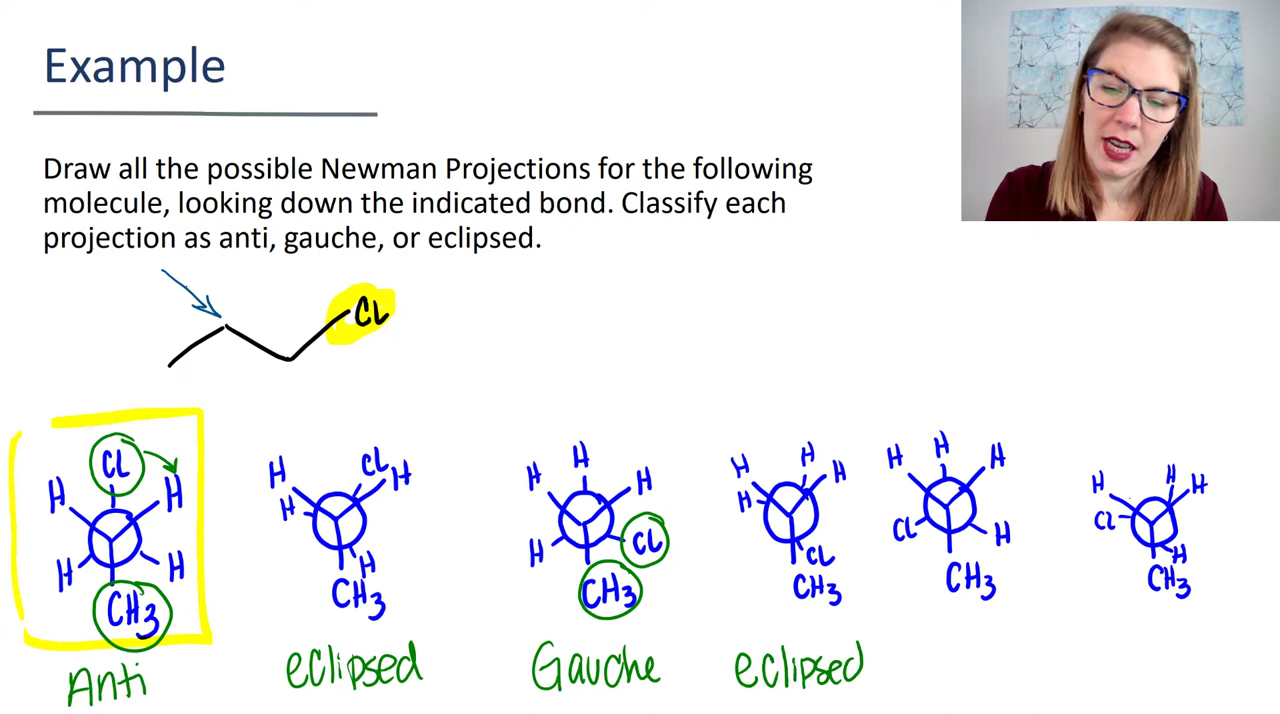 Example
Draw all the possible Newman Projections for the following
molecule, looking down the indicated bond. Classify each
projection as anti, gauche, or eclipsed.
CL
CL
H
H
H
H
CH3
Anti
H
CL
H
H
H
CH3
eclipsed
H
H
H
H
CL
CH3
Gauche
H
H
H
H
CL
CH3
eclipsed
H
H
H
CL
H
CH3
H
H
H
CL
H
CH3